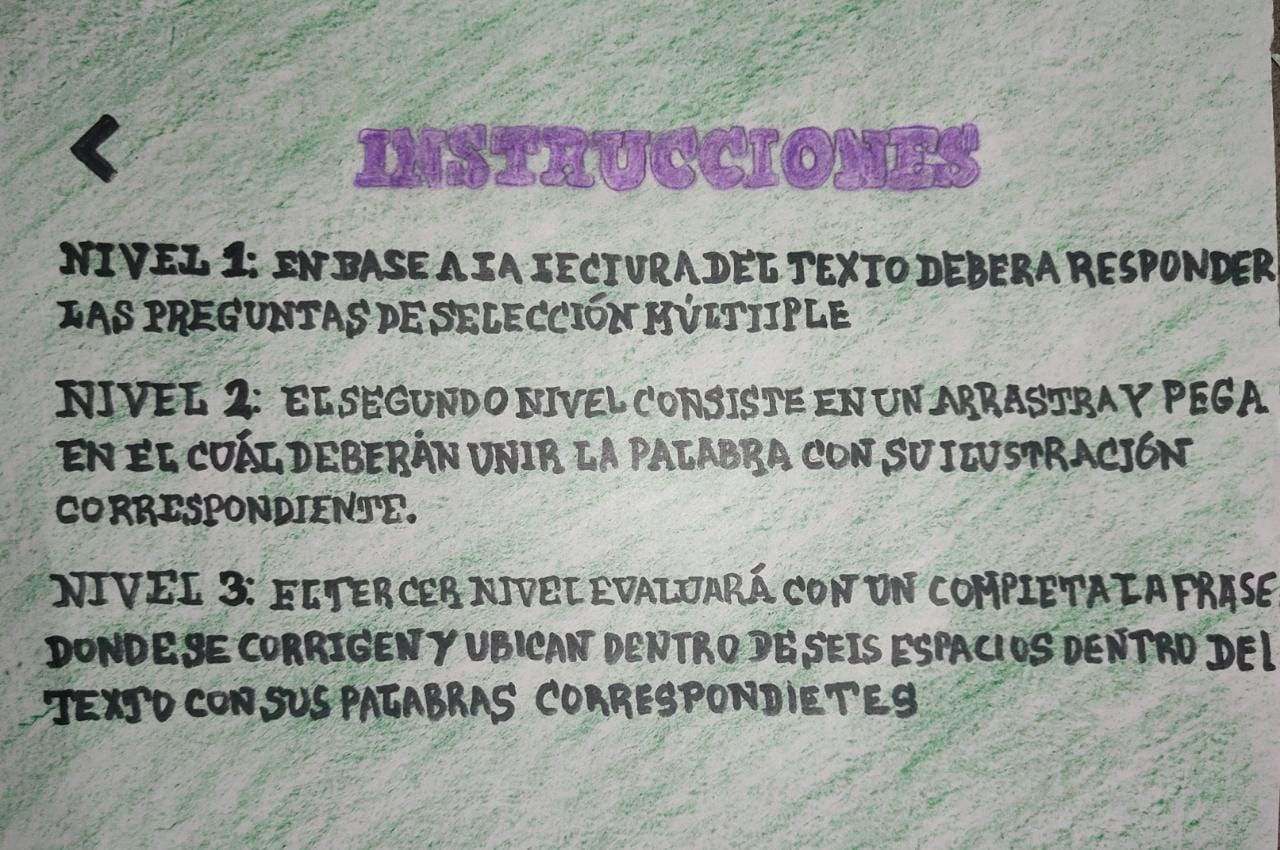 <
INSTRUCCIONES
NIVEL 1: EN BASE A LA LECTURA DEL TEXTO DEBERA RESPONDER
LAS PREGUNTAS DE SELECCIÓN MÚLTIIPLE
NIVEL 2: EL SEGUNDO NIVEL CONSISTE EN UN ARRASTRA Y PEGA
EN EL CUÁL DEBERÁN UNIR LA PALABRA CON SU ILUSTRACIÓN
CORRESPONDIENTE.
NIVEL 3: EL TERCER NIVEL EVALUARÁ CON UN COMPLETA LA FRASE
DONDE SE CORRIGEN Y UBICAN DENTRO DE SEIS ESPACIOS DENTRO DEL
TEXTO CON SUS PALABRAS CORRESPONDIETES